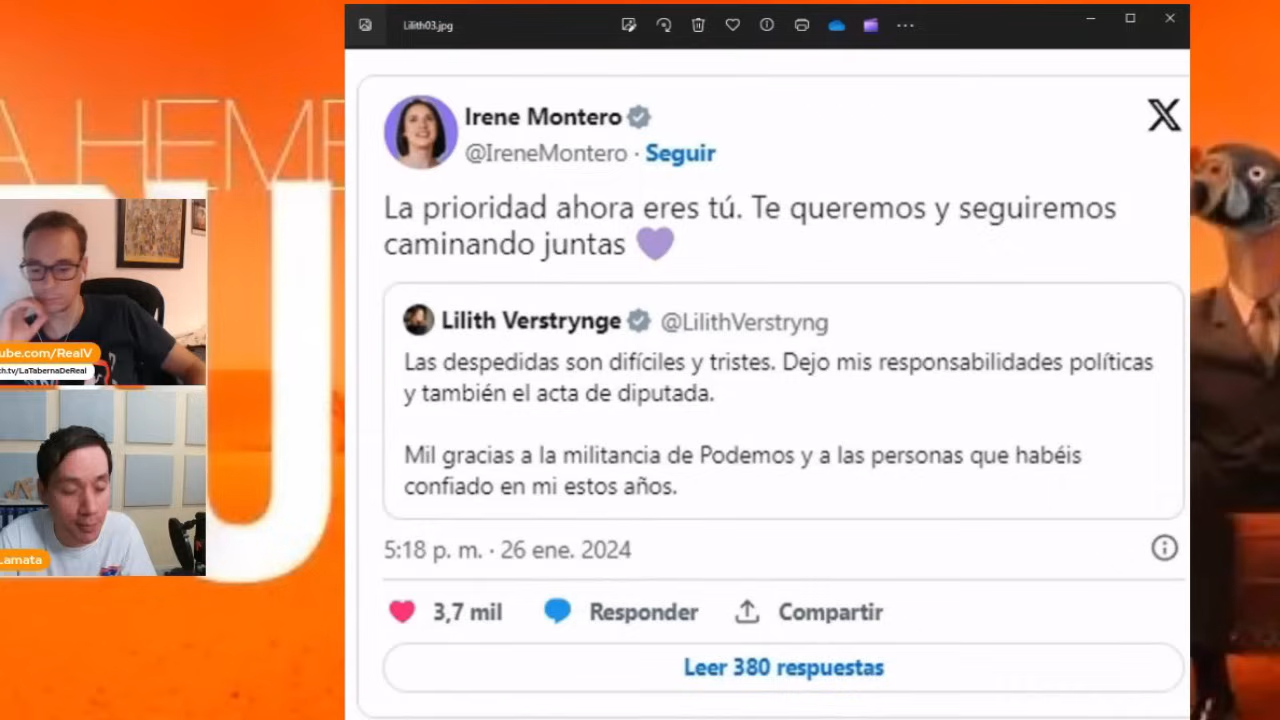 Lilith03.jpg
A HEME
U
Irene Montero
@IreneMontero · Seguir
La prioridad ahora eres tú. Te queremos y seguiremos
caminando juntas 💜
Lilith Verstrynge @LilithVerstryng
Las despedidas son difíciles y tristes. Dejo mis responsabilidades políticas
y también el acta de diputada.
Mil gracias a la militancia de Podemos y a las personas que habéis
confiado en mi estos años.
5:18 p. m. · 26 ene. 2024
3,7 mil Responder Compartir
Leer 380 respuestas
ube.com/RealV
ch.tv/LaTabernaDeReal
Lamata